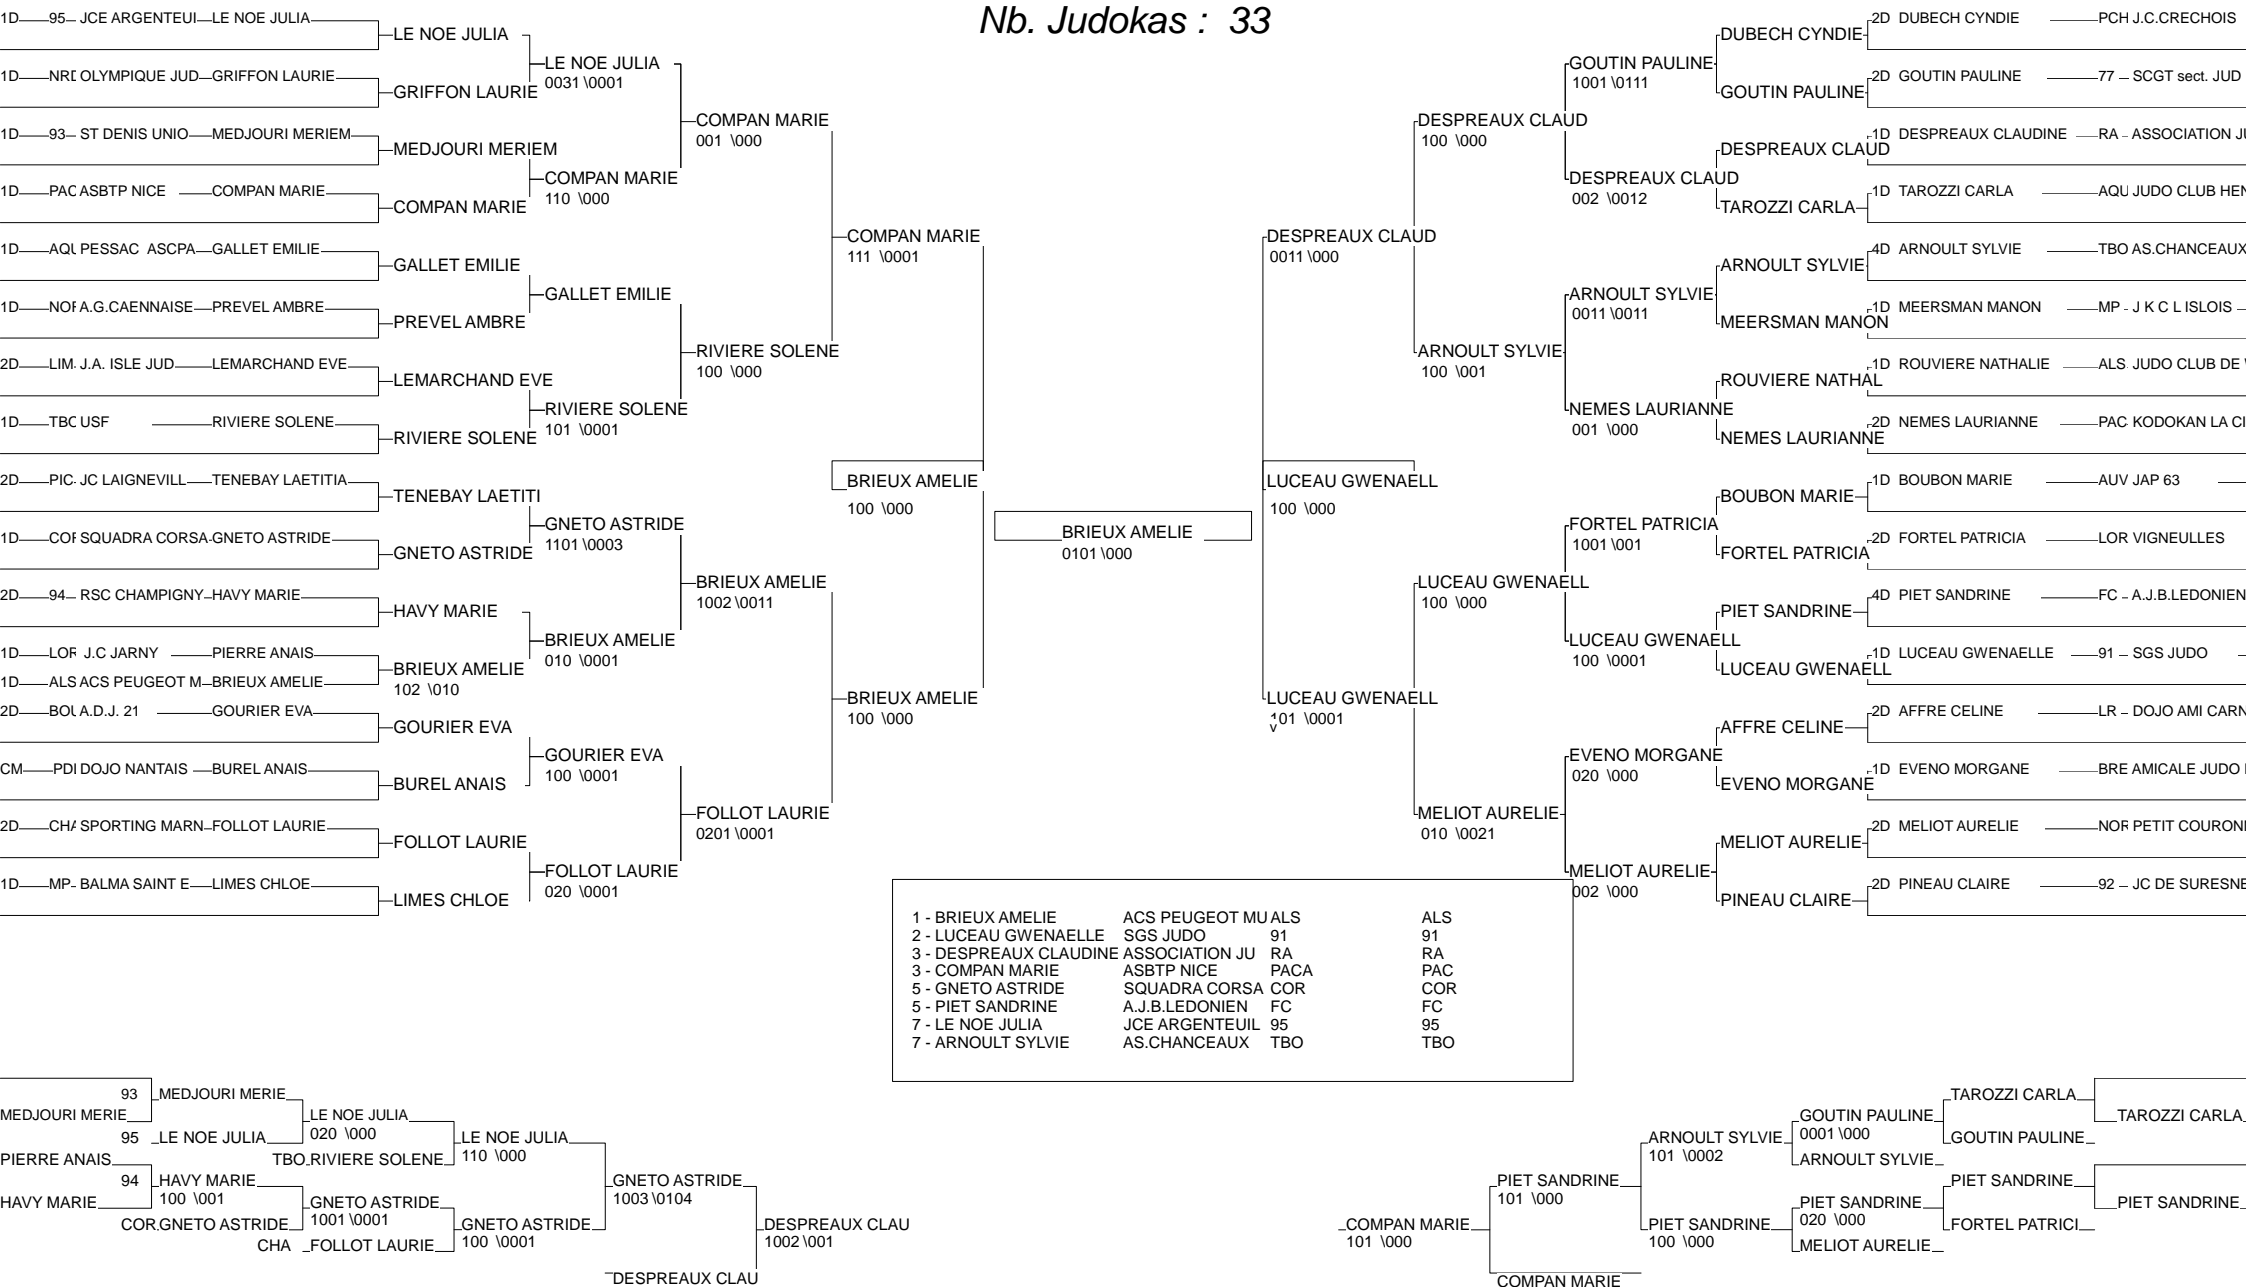 Nb. Judokas : 33
1D 95 JCE ARGENTEUI LE NOE JULIA
1D NRD OLYMPIQUE JUD GRIFFON LAURIE
1D 93 ST DENIS UNIO MEDJOURI MERIEM
1D PAC ASBTP NICE COMPAN MARIE
1D AQU PESSAC ASCPA GALLET EMILIE
1D NOR A.G.CAENNAISE PREVEL AMBRE
2D LIM J.A. ISLE JUD LEMARCHAND EVE
1D TBO USF RIVIERE SOLENE
2D PIC JC LAIGNEVILL TENEBAY LAETITIA
1D COR SQUADRA CORSA GNETO ASTRIDE
2D 94 RSC CHAMPIGNY HAVY MARIE
1D LOR J.C JARNY PIERRE ANAIS
1D ALS ACS PEUGEOT M BRIEUX AMELIE
2D BOU A.D.J. 21 GOURIER EVA
CM PDL DOJO NANTAIS BUREL ANAIS
2D CHA SPORTING MARN FOLLOT LAURIE
1D MP BALMA SAINT E LIMES CHLOE
LE NOE JULIA
GRIFFON LAURIE
MEDJOURI MERIEM
COMPAN MARIE
GALLET EMILIE
PREVEL AMBRE
LEMARCHAND EVE
RIVIERE SOLENE
TENEBAY LAETITI
GNETO ASTRIDE
HAVY MARIE
BRIEUX AMELIE
102 \010
GOURIER EVA
BUREL ANAIS
FOLLOT LAURIE
LIMES CHLOE
LE NOE JULIA
0031 \0001
COMPAN MARIE
110 \000
GALLET EMILIE
RIVIERE SOLENE
101 \0001
GNETO ASTRIDE
1101 \0003
BRIEUX AMELIE
010 \0001
GOURIER EVA
100 \0001
FOLLOT LAURIE
020 \0001
COMPAN MARIE
001 \000
RIVIERE SOLENE
100 \000
BRIEUX AMELIE
1002 \0011
FOLLOT LAURIE
0201 \0001
COMPAN MARIE
111 \0001
BRIEUX AMELIE
100 \000
BRIEUX AMELIE
100 \000
BRIEUX AMELIE
0101 \000
DESPREAUX CLAUD
0011 \000
LUCEAU GWENAELL
100 \000
LUCEAU GWENAELL
101 \0001
v
DESPREAUX CLAUD
100 \000
ARNOULT SYLVIE
100 \001
LUCEAU GWENAELL
100 \000
MELIOT AURELIE
010 \0021
GOUTIN PAULINE
1001 \0111
DESPREAUX CLAUD
002 \0012
ARNOULT SYLVIE
0011 \0011
NEMES LAURIANNE
001 \000
FORTEL PATRICIA
1001 \001
LUCEAU GWENAELL
100 \0001
EVENO MORGANE
020 \000
MELIOT AURELIE
002 \000
DUBECH CYNDIE
GOUTIN PAULINE
DESPREAUX CLAUD
TAROZZI CARLA
ARNOULT SYLVIE
MEERSMAN MANON
ROUVIERE NATHAL
NEMES LAURIANNE
BOUBON MARIE
FORTEL PATRICIA
PIET SANDRINE
LUCEAU GWENAELL
AFFRE CELINE
EVENO MORGANE
MELIOT AURELIE
PINEAU CLAIRE
2D DUBECH CYNDIE PCH J.C.CRECHOIS
2D GOUTIN PAULINE 77 SCGT sect. JUD
1D DESPREAUX CLAUDINE RA ASSOCIATION JU
1D TAROZZI CARLA AQU JUDO CLUB HEN
4D ARNOULT SYLVIE TBO AS.CHANCEAUX
1D MEERSMAN MANON MP J K C L ISLOIS
1D ROUVIERE NATHALIE ALS JUDO CLUB DE
2D NEMES LAURIANNE PAC KODOKAN LA CI
1D BOUBON MARIE AUV JAP 63
2D FORTEL PATRICIA LOR VIGNEULLES
4D PIET SANDRINE FC A.J.B.LEDONIEN
1D LUCEAU GWENAELLE 91 SGS JUDO
2D AFFRE CELINE LR DOJO AMI CARN
1D EVENO MORGANE BRE AMICALE JUDO
2D MELIOT AURELIE NOR PETIT COURON
2D PINEAU CLAIRE 92 JC DE SURESNE
1 - BRIEUX AMELIE ACS PEUGEOT MU ALS ALS
2 - LUCEAU GWENAELLE SGS JUDO 91 91
3 - DESPREAUX CLAUDINE ASSOCIATION JU RA RA
3 - COMPAN MARIE ASBTP NICE PACA PAC
5 - GNETO ASTRIDE SQUADRA CORSA COR COR
5 - PIET SANDRINE A.J.B.LEDONIEN FC FC
7 - LE NOE JULIA JCE ARGENTEUIL 95 95
7 - ARNOULT SYLVIE AS.CHANCEAUX TBO TBO
MEDJOURI MERIE
PIERRE ANAIS
HAVY MARIE
93 MEDJOURI MERIE
95 LE NOE JULIA
94 HAVY MARIE
100 \001
COR GNETO ASTRIDE
LE NOE JULIA
020 \000
TBO RIVIERE SOLENE
GNETO ASTRIDE
1001 \0001
CHA FOLLOT LAURIE
LE NOE JULIA
110 \000
GNETO ASTRIDE
100 \0001
GNETO ASTRIDE
1003 \0104
DESPREAUX CLAU
DESPREAUX CLAU
1002 \001
COMPAN MARIE
101 \000
PIET SANDRINE
101 \000
COMPAN MARIE
ARNOULT SYLVIE
101 \0002
PIET SANDRINE
100 \000
GOUTIN PAULINE
0001 \000
ARNOULT SYLVIE
PIET SANDRINE
020 \000
MELIOT AURELIE
TAROZZI CARLA
GOUTIN PAULINE
PIET SANDRINE
FORTEL PATRICI
TAROZZI CARLA
PIET SANDRINE